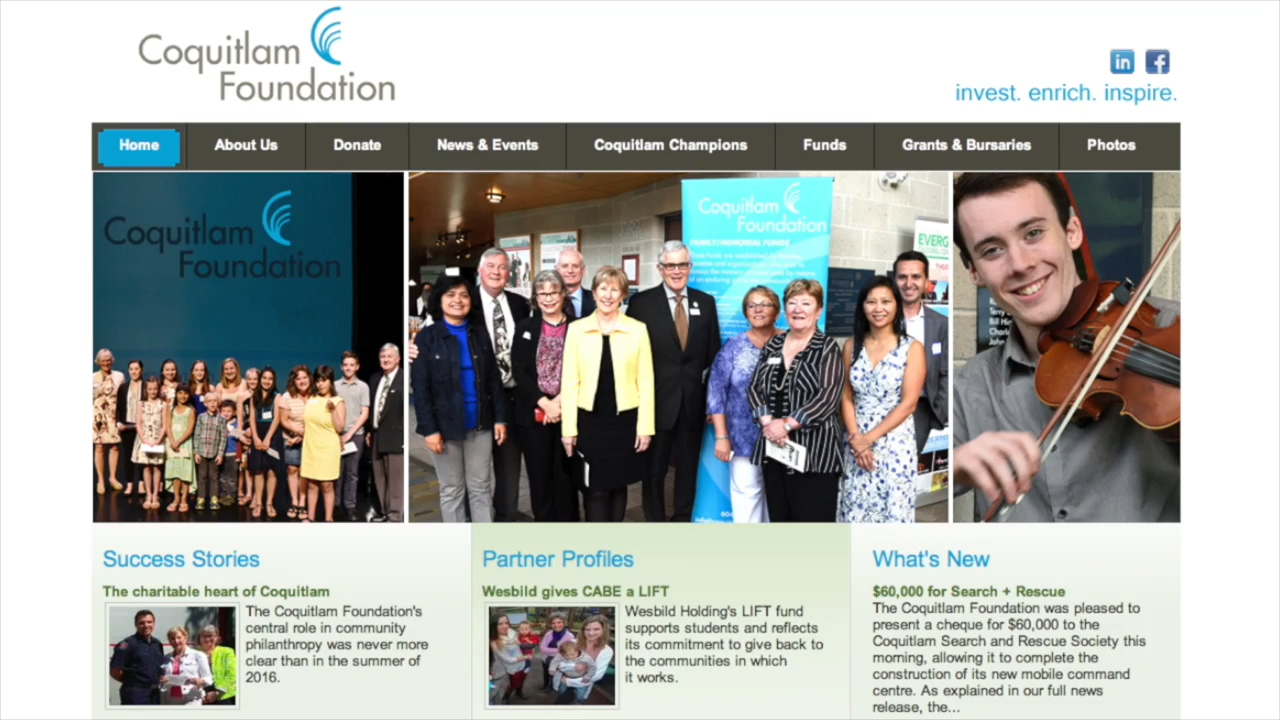 Coquitlam
Foundation
invest. enrich. inspire.
Home
About Us
Donate
News & Events
Coquitlam Champions
Funds
Grants & Bursaries
Photos
Coquitlam
Foundation
Coquitlam
Foundation
FAMILY/MEMORIAL FUNDS
EVERG
Success Stories
The charitable heart of Coquitlam
The Coquitlam Foundation's
central role in community
philanthropy was never more
clear than in the summer of
2016.
Partner Profiles
Wesbild gives CABE a LIFT
Wesbild Holding's LIFT fund
supports students and reflects
its commitment to give back to
the communities in which
it works.
What's New
$60,000 for Search + Rescue
The Coquitlam Foundation was pleased to
present a cheque for $60,000 to the
Coquitlam Search and Rescue Society this
morning, allowing it to complete the
construction of its new mobile command
centre. As explained in our full news
release, the...